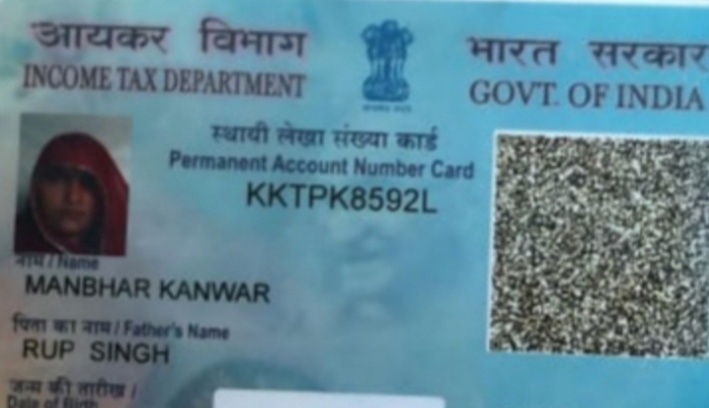 आयकर विभाग
INCOME TAX DEPARTMENT
भारत सरकार
GOVT. OF INDIA
स्थायी लेखा संख्या कार्ड
Permanent Account Number Card
KKTPK8592L
नाम / Name
MANBHAR KANWAR
पिता का नाम / Father's Name
RUP SINGH
जन्म की तारीख /
Date of Birth